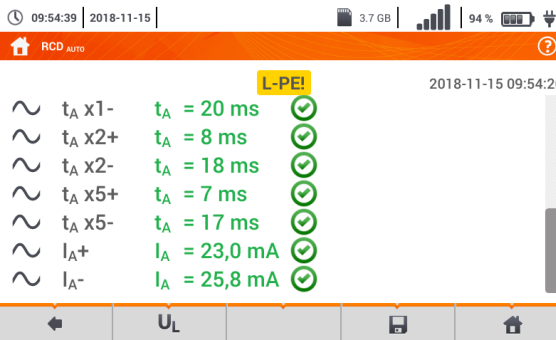 09:54:39 2018-11-15 3.7 GB 94 %
RCD AUTO ?
L-PE! 2018-11-15 09:54:2
tA x1- tA = 20 ms
tA x2+ tA = 8 ms
tA x2- tA = 18 ms
tA x5+ tA = 7 ms
tA x5- tA = 17 ms
IA+ IA = 23,0 mA
IA- IA = 25,8 mA
UL